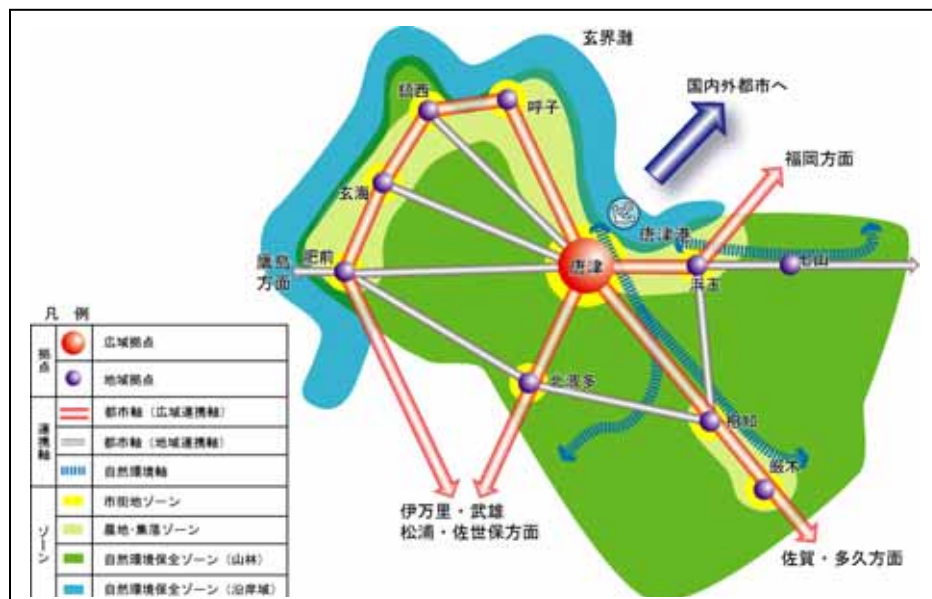 玄界灘
国内外都市へ
福岡方面
鎮西
呼子
玄海
唐津港
肥前
鷹島
方面
唐津
浜玉
七山
北波多
相知
厳木
伊万里・武雄
松浦・佐世保方面
佐賀・多久方面
凡 例
拠点
広域拠点
地域拠点
連携軸
都市軸（広域連携軸）
都市軸（地域連携軸）
自然環境軸
ゾーン
市街地ゾーン
農地・集落ゾーン
自然環境保全ゾーン（山林）
自然環境保全ゾーン（沿岸域）